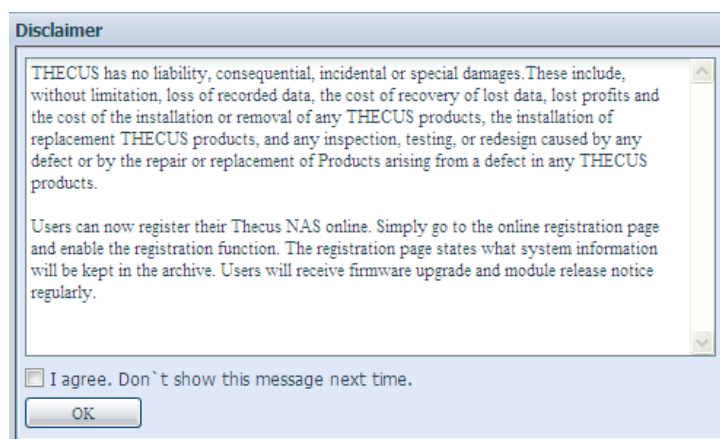 Disclaimer
THECUS has no liability, consequential, incidental or special damages.These include,
without limitation, loss of recorded data, the cost of recovery of lost data, lost profits and
the cost of the installation or removal of any THECUS products, the installation of
replacement THECUS products, and any inspection, testing, or redesign caused by any
defect or by the repair or replacement of Products arising from a defect in any THECUS
products.
Users can now register their Thecus NAS online. Simply go to the online registration page
and enable the registration function. The registration page states what system information
will be kept in the archive. Users will receive firmware upgrade and module release notice
regularly.
I agree. Don`t show this message next time.
OK